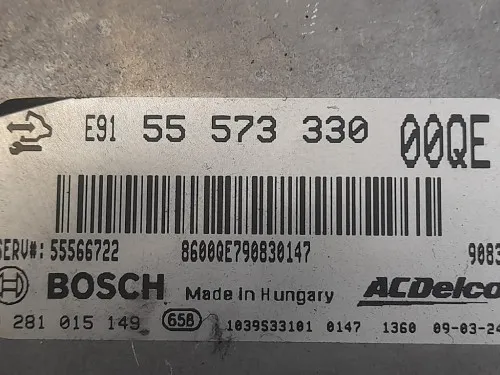 E91 55 573 330 00QE
SERV#: 55566722 8600QE790830147 9083
BOSCH Made in Hungary ACDelco
281 015 149 658 1039S33101 0147 1360 09-03-24